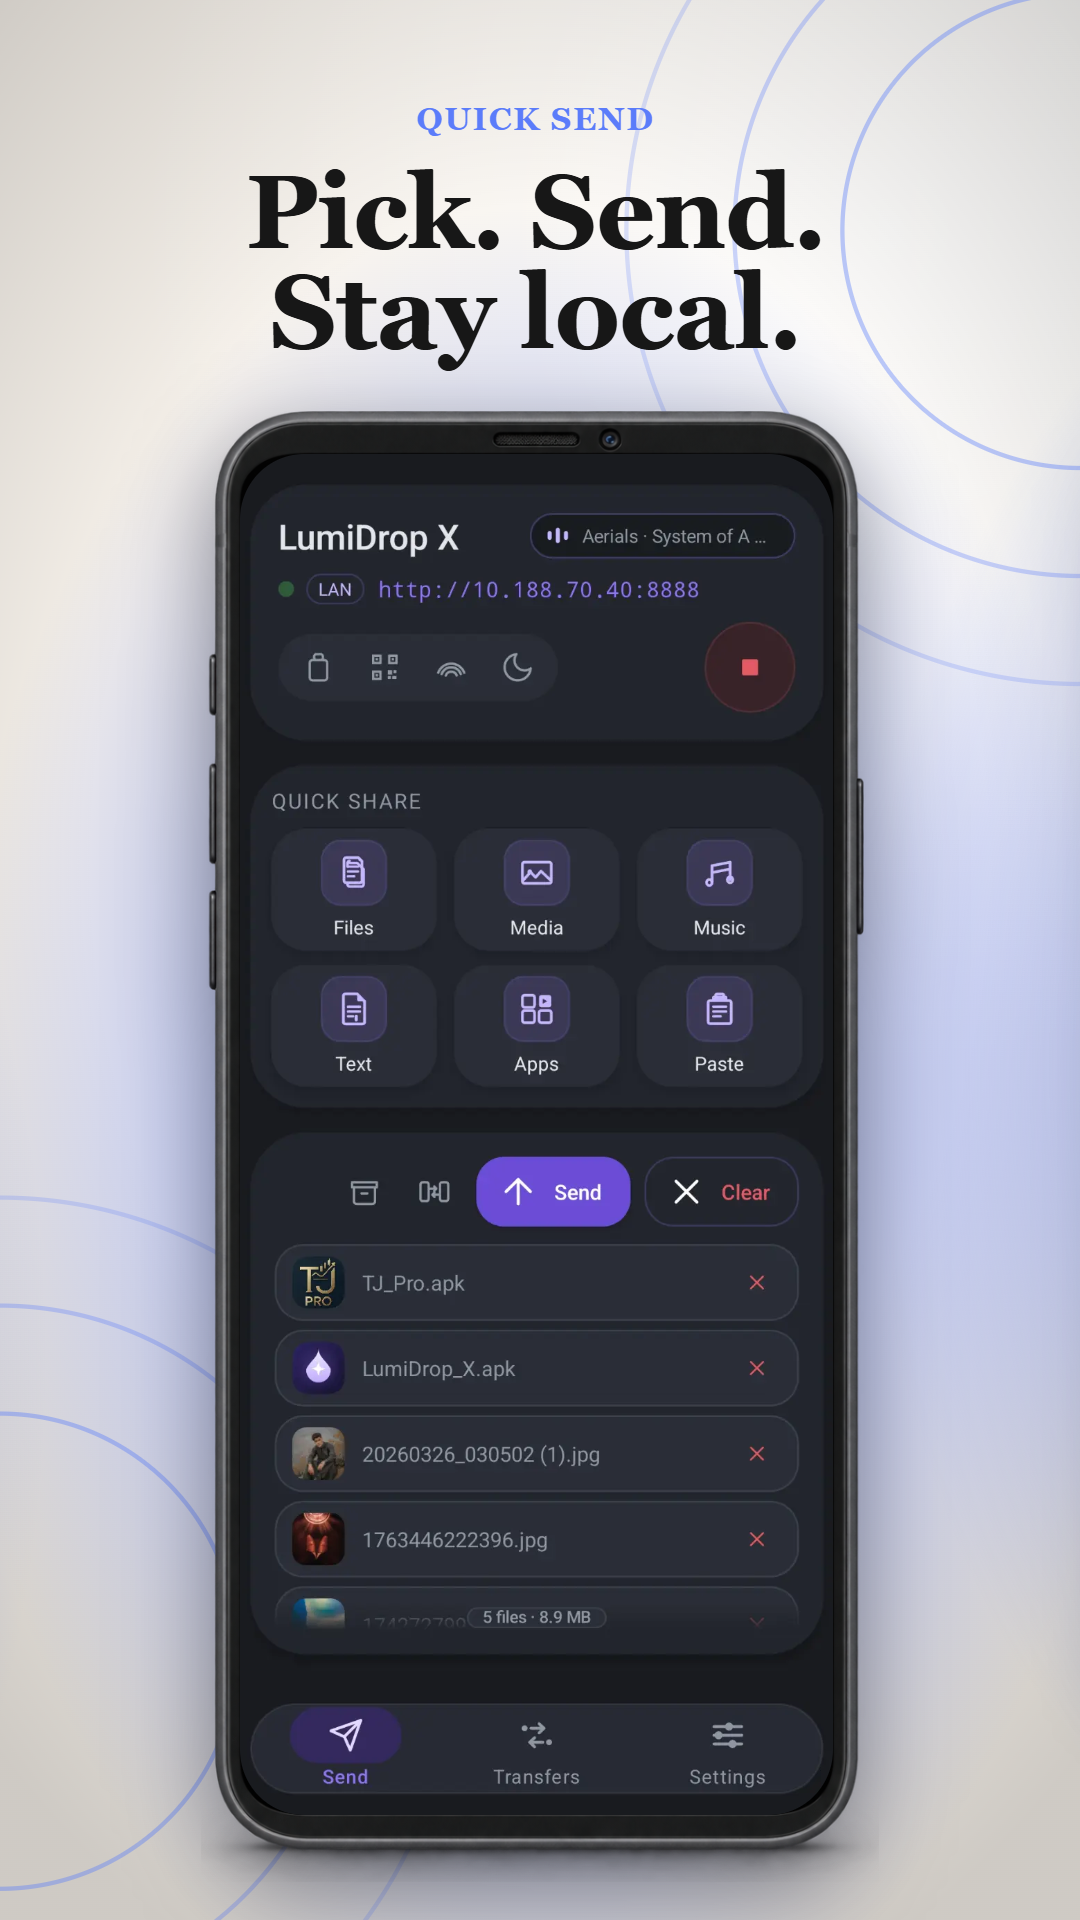 QUICK SEND
Pick. Send.
Stay local.
LumiDrop X
Aerials · System of A ...
LAN
http://10.188.70.40:8888
QUICK SHARE
Files
Media
Music
Text
Apps
Paste
Send
Clear
TJ PRO
TJ_Pro.apk
LumiDrop_X.apk
20260326_030502 (1).jpg
1763446222396.jpg
5 files · 8.9 MB
Send
Transfers
Settings